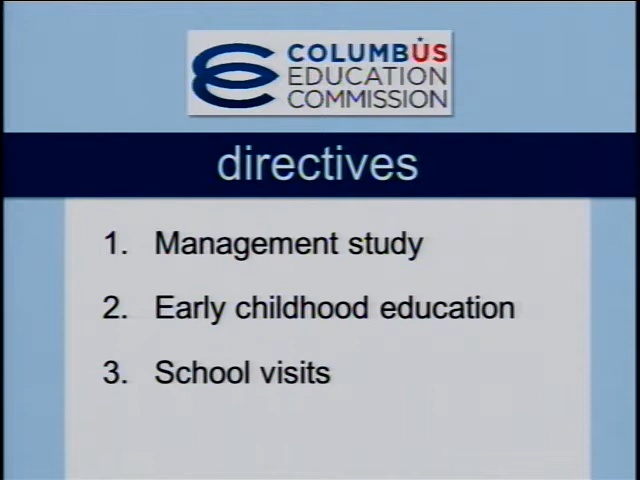 COLUMBUS
EDUCATION
COMMISSION
directives
1. Management study
2. Early childhood education
3. School visits